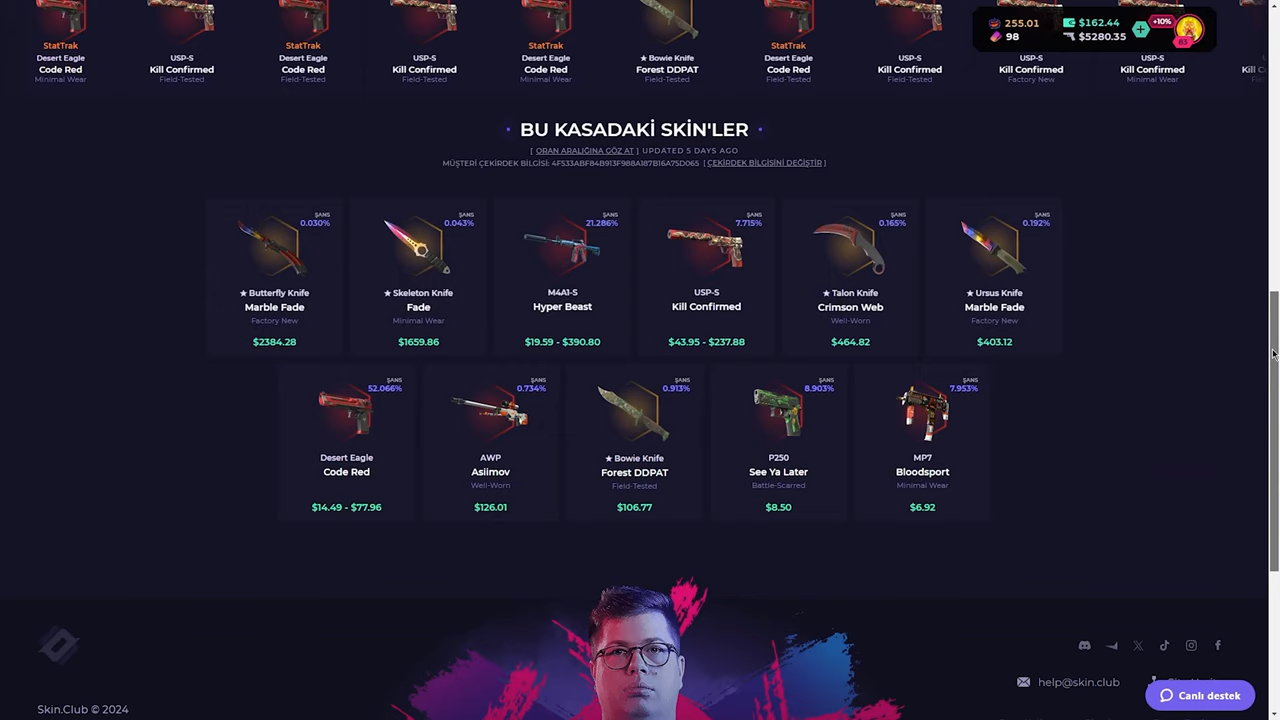 255.01
$162.44
+10%
98
$5280.35
83
StatTrak
StatTrak
StatTrak
StatTrak
Desert Eagle
USP-S
Desert Eagle
USP-S
Desert Eagle
★ Bowie Knife
Desert Eagle
USP-S
USP-S
USP-S
Code Red
Kill Confirmed
Code Red
Kill Confirmed
Code Red
Forest DDPAT
Code Red
Kill Confirmed
Kill Confirmed
Kill Confirmed
Kill C
Minimal Wear
Field-Tested
Field-Tested
Field-Tested
Minimal Wear
Field-Tested
Field-Tested
Field-Tested
Factory New
Minimal Wear
BU KASADAKİ SKİN'LER
[ ORAN ARALIĞINA GÖZ AT ] UPDATED 5 DAYS AGO
MÜŞTERİ ÇEKİRDEK BİLGİSİ: 4F533ABF84B913F988A187B16A75D065 [ ÇEKİRDEK BİLGİSİNİ DEĞİŞTİR ]
ŞANS
0.030%
★ Butterfly Knife
Marble Fade
Factory New
$2384.28
ŞANS
0.043%
★ Skeleton Knife
Fade
Minimal Wear
$1659.86
ŞANS
21.286%
M4A1-S
Hyper Beast
$19.59 - $390.80
ŞANS
7.715%
USP-S
Kill Confirmed
$43.95 - $237.88
ŞANS
0.165%
★ Talon Knife
Crimson Web
Well-Worn
$464.82
ŞANS
0.192%
★ Ursus Knife
Marble Fade
Factory New
$403.12
ŞANS
52.066%
Desert Eagle
Code Red
$14.49 - $77.96
ŞANS
0.734%
AWP
Asiimov
Well-Worn
$126.01
ŞANS
0.913%
★ Bowie Knife
Forest DDPAT
Field-Tested
$106.77
ŞANS
8.903%
P250
See Ya Later
Battle-Scarred
$8.50
ŞANS
7.953%
MP7
Bloodsport
Minimal Wear
$6.92
help@skin.club
Canlı destek
Skin.Club © 2024